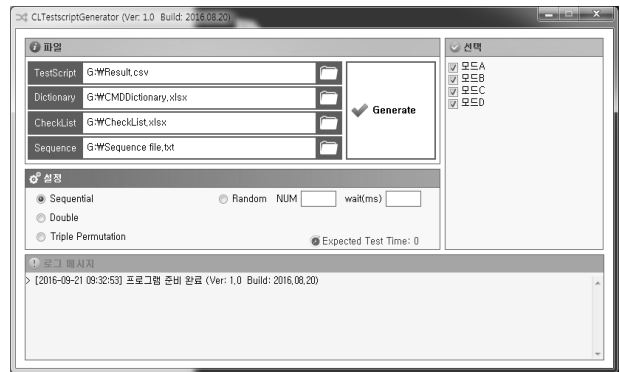 CLTestscriptGenerator (Ver: 1.0 Build: 2016.08.20)
파일
TestScript G:₩Result.csv
Dictionary G:₩CMDDictionary.xlsx
CheckList G:₩CheckList.xlsx
Sequence G:₩Sequence file.txt
Generate
선택
모드A
모드B
모드C
모드D
설정
Sequential Random NUM wait(ms)
Double
Triple Permutation
Expected Test Time: 0
로그 메시지
> [2016-09-21 09:32:53] 프로그램 준비 완료 (Ver: 1.0 Build: 2016.08.20)